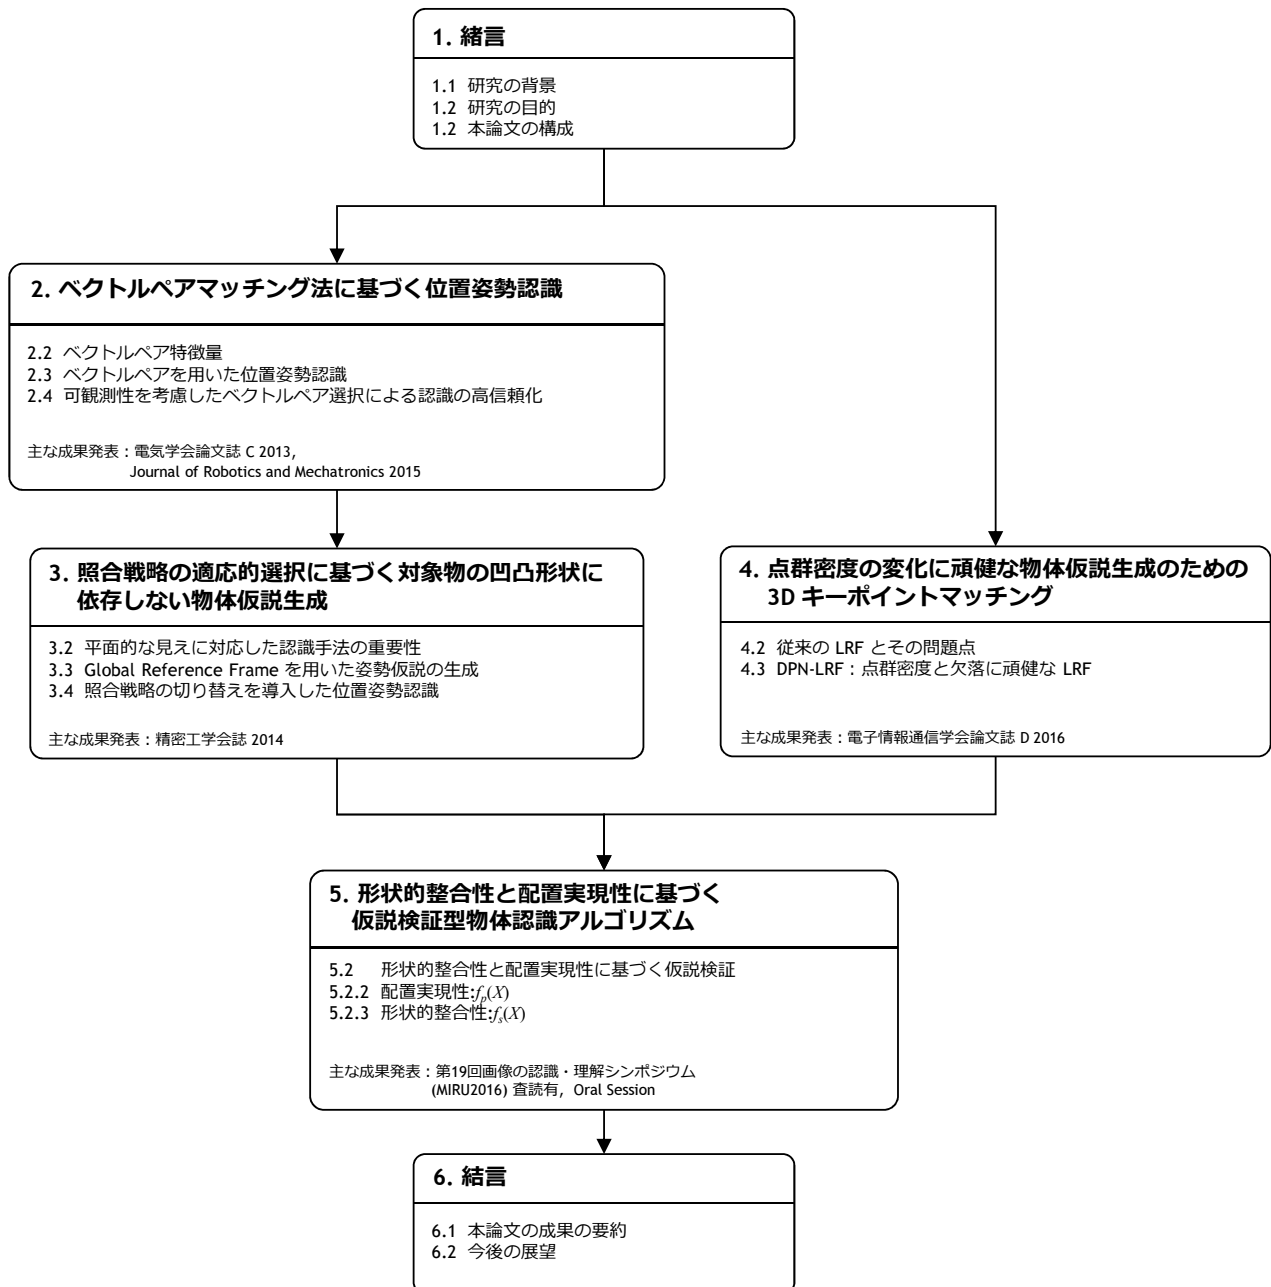 1. 緒言
1.1 研究の背景
1.2 研究の目的
1.2 本論文の構成
2. ベクトルペアマッチング法に基づく位置姿勢認識
2.2 ベクトルペア特徴量
2.3 ベクトルペアを用いた位置姿勢認識
2.4 可観測性を考慮したベクトルペア選択による認識の高信頼化
主な成果発表：電気学会論文誌 C 2013,
Journal of Robotics and Mechatronics 2015
3. 照合戦略の適応的選択に基づく対象物の凹凸形状に
依存しない物体仮説生成
3.2 平面的な見えに対応した認識手法の重要性
3.3 Global Reference Frame を用いた姿勢仮説の生成
3.4 照合戦略の切り替えを導入した位置姿勢認識
主な成果発表：精密工学会誌 2014
4. 点群密度の変化に頑健な物体仮説生成のための
3D キーポイントマッチング
4.2 従来の LRF とその問題点
4.3 DPN-LRF：点群密度と欠落に頑健な LRF
主な成果発表：電子情報通信学会論文誌 D 2016
5. 形状的整合性と配置実現性に基づく
仮説検証型物体認識アルゴリズム
5.2 形状的整合性と配置実現性に基づく仮説検証
5.2.2 配置実現性:fp(X)
5.2.3 形状的整合性:fs(X)
主な成果発表：第19回画像の認識・理解シンポジウム
(MIRU2016) 査読有，Oral Session
6. 結言
6.1 本論文の成果の要約
6.2 今後の展望